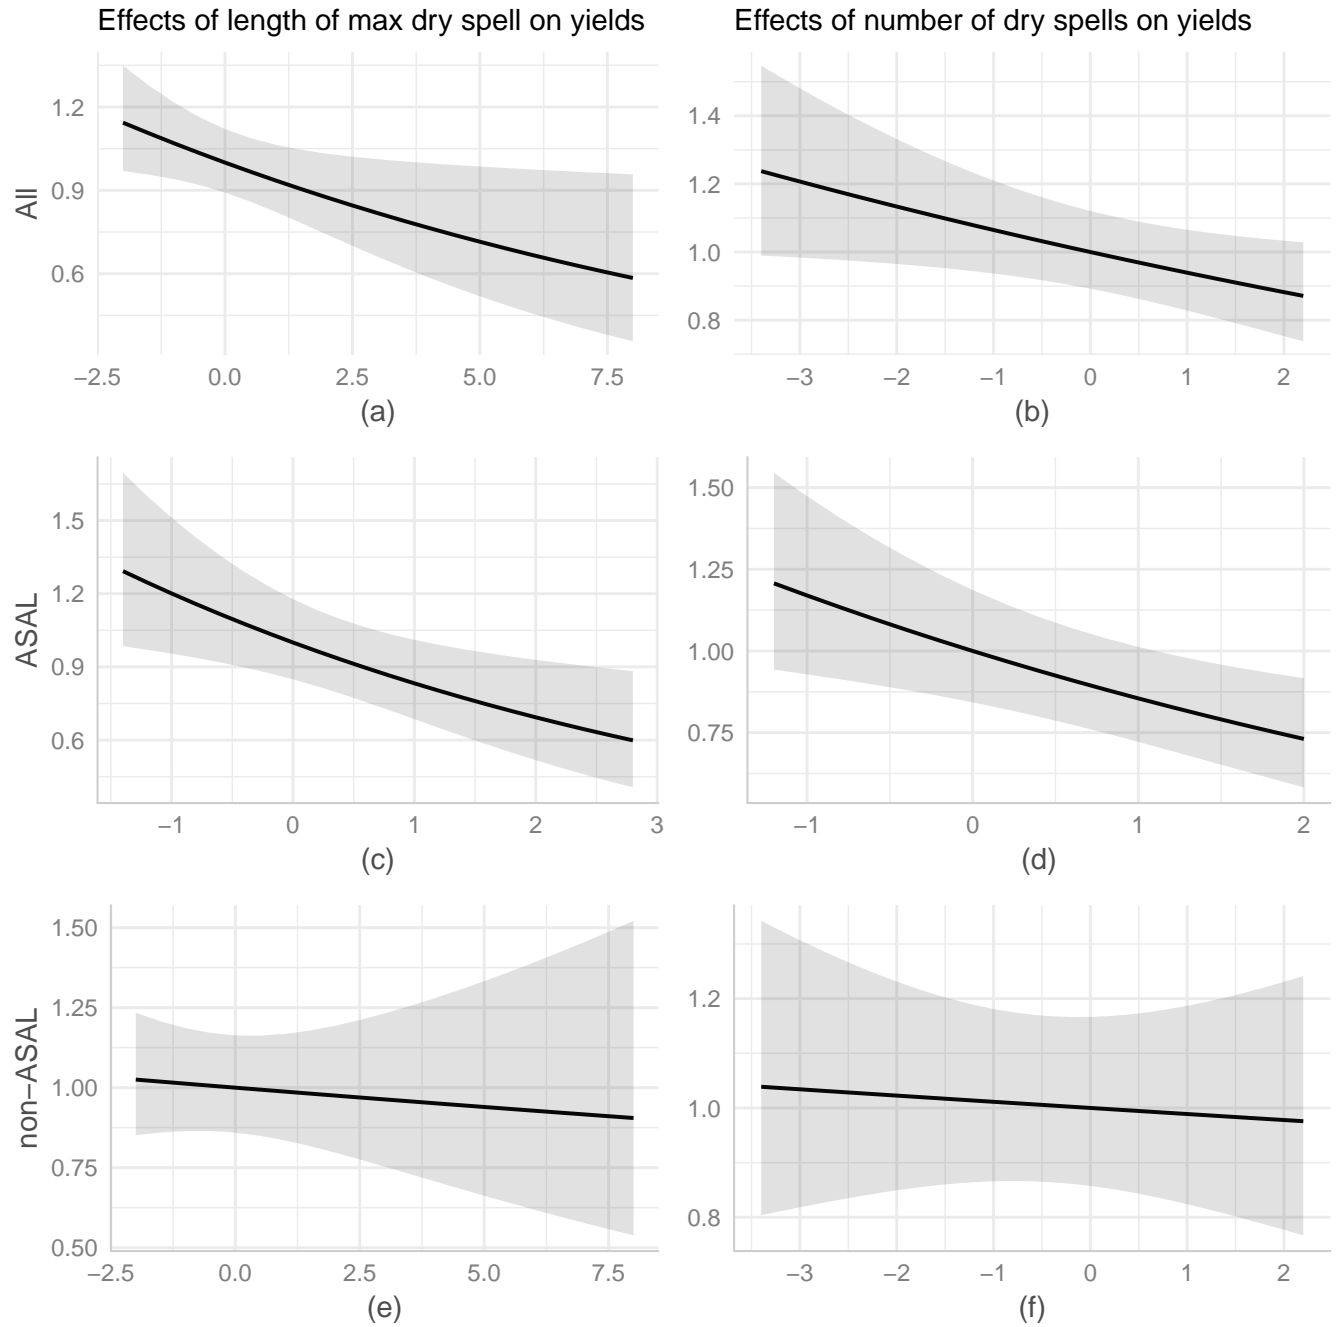 Effects of length of max dry spell on yields
Effects of number of dry spells on yields
All
1.2
0.9
0.6
−2.5 0.0 2.5 5.0 7.5
(a)
1.4
1.2
1.0
0.8
−3 −2 −1 0 1 2
(b)
ASAL
1.5
1.2
0.9
0.6
−1 0 1 2 3
(c)
1.50
1.25
1.00
0.75
−1 0 1 2
(d)
non−ASAL
1.50
1.25
1.00
0.75
0.50
−2.5 0.0 2.5 5.0 7.5
(e)
1.2
1.0
0.8
−3 −2 −1 0 1 2
(f)